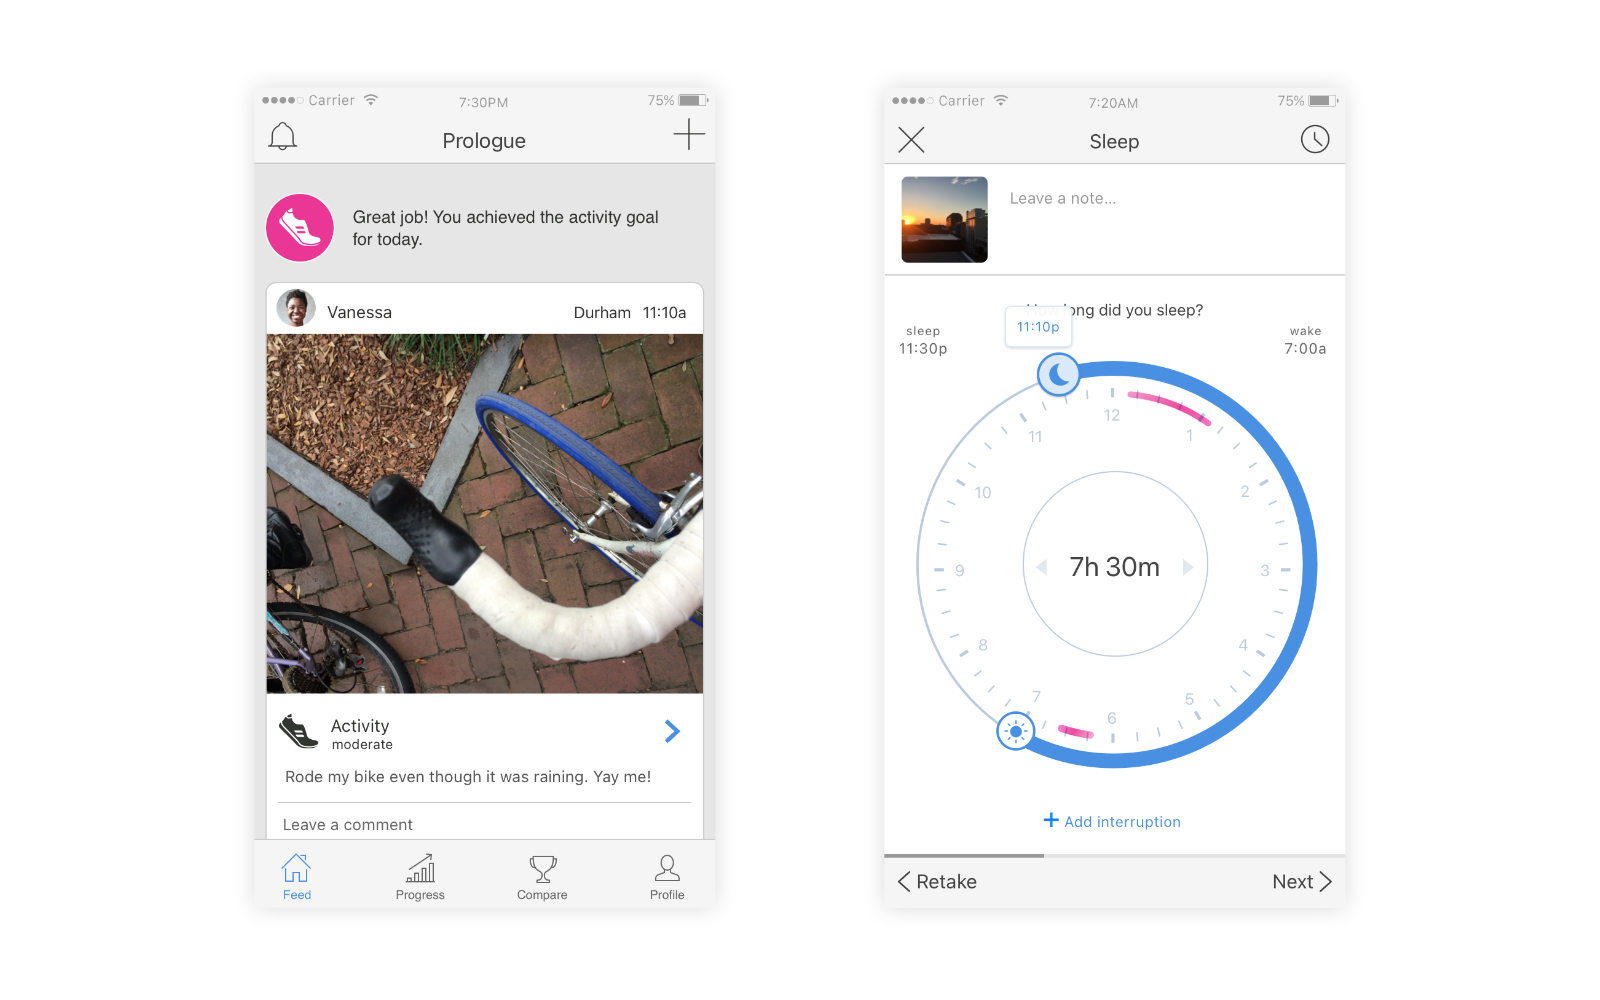 Carrier 7:30PM 75%
Prologue
Great job! You achieved the activity goal
for today.
Vanessa Durham 11:10a
Activity
moderate
Rode my bike even though it was raining. Yay me!
Leave a comment
Feed Progress Compare Profile
Carrier 7:20AM 75%
Sleep
Leave a note...
How long did you sleep?
11:10p
sleep wake
11:30p 7:00a
12
11 1
10 2
9 3
7h 30m
8 4
7 5
6
+ Add interruption
Retake Next